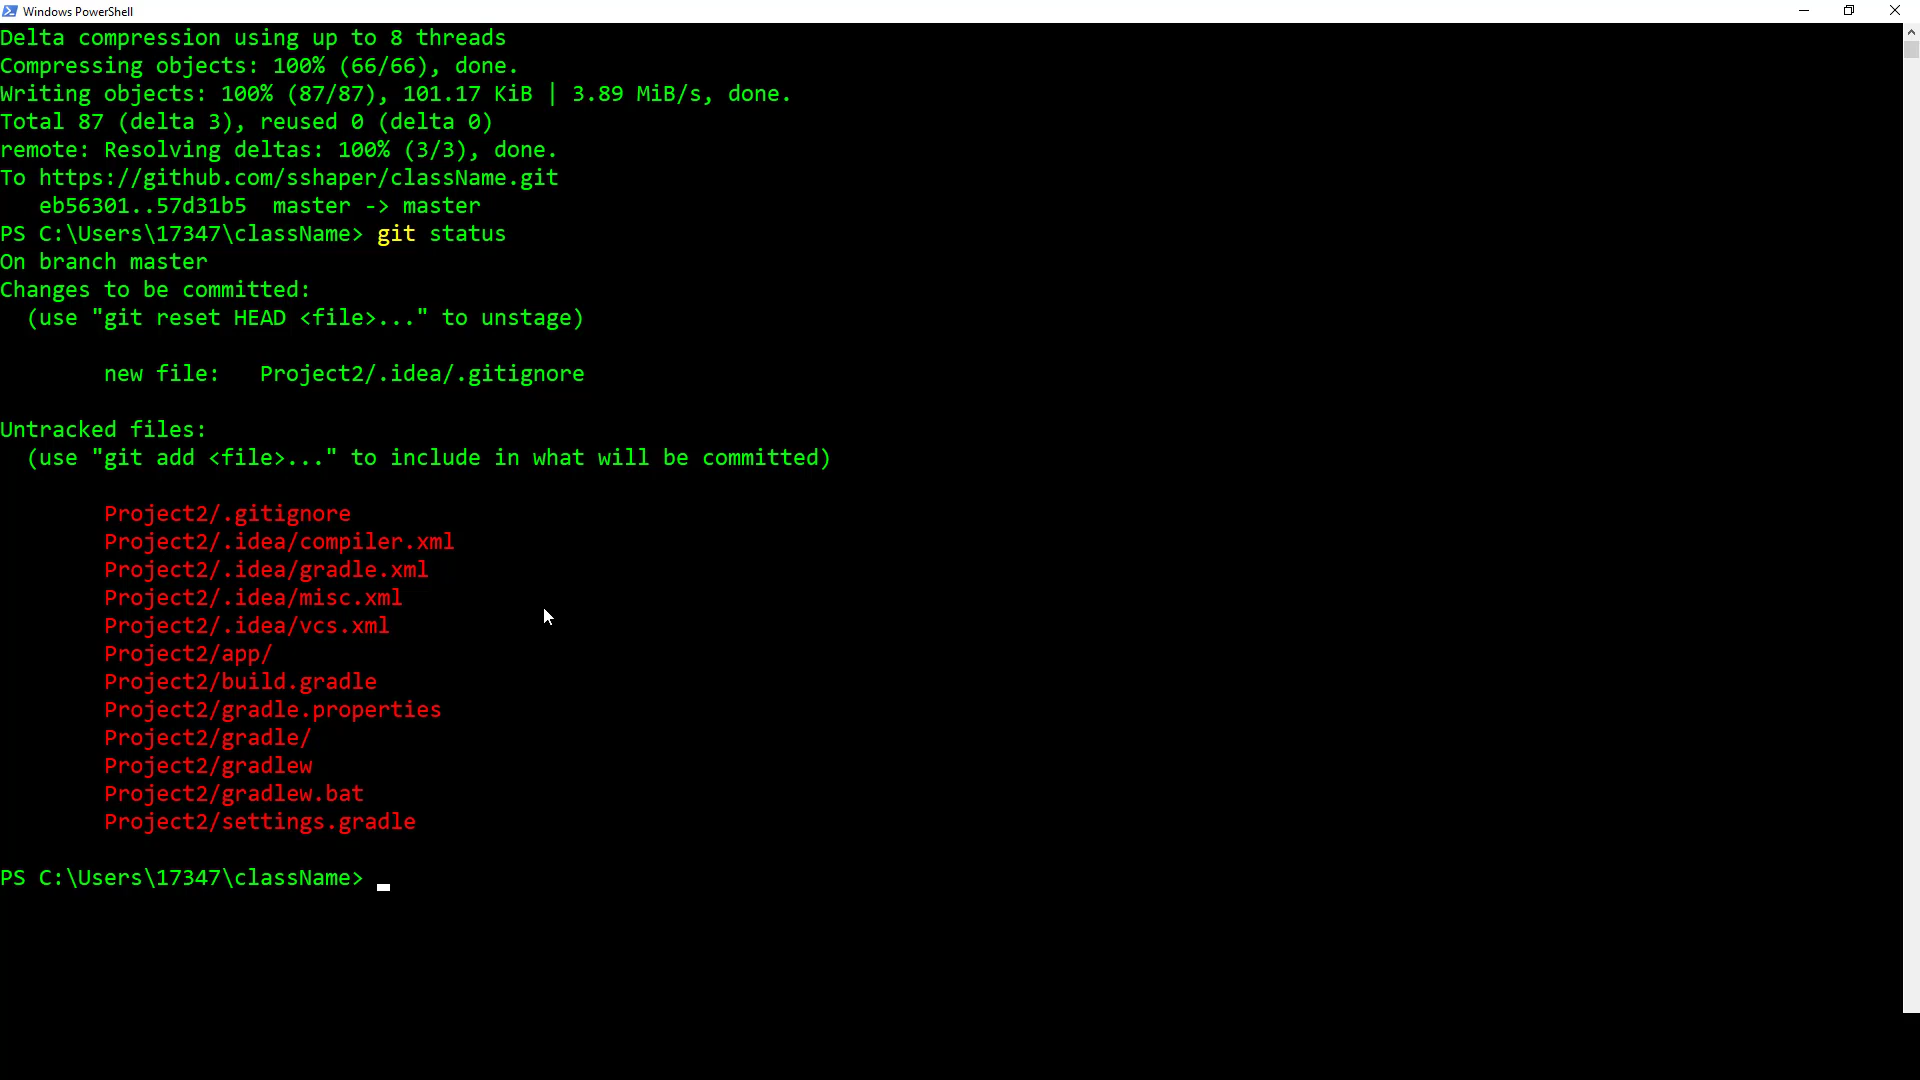 Windows PowerShell
Delta compression using up to 8 threads
Compressing objects: 100% (66/66), done.
Writing objects: 100% (87/87), 101.17 KiB | 3.89 MiB/s, done.
Total 87 (delta 3), reused 0 (delta 0)
remote: Resolving deltas: 100% (3/3), done.
To https://github.com/sshaper/className.git
   eb56301..57d31b5  master -> master
PS C:\Users\17347\className> git status
On branch master
Changes to be committed:
  (use "git reset HEAD <file>..." to unstage)
        new file:   Project2/.idea/.gitignore
Untracked files:
  (use "git add <file>..." to include in what will be committed)
        Project2/.gitignore
        Project2/.idea/compiler.xml
        Project2/.idea/gradle.xml
        Project2/.idea/misc.xml
        Project2/.idea/vcs.xml
        Project2/app/
        Project2/build.gradle
        Project2/gradle.properties
        Project2/gradle/
        Project2/gradlew
        Project2/gradlew.bat
        Project2/settings.gradle
PS C:\Users\17347\className>